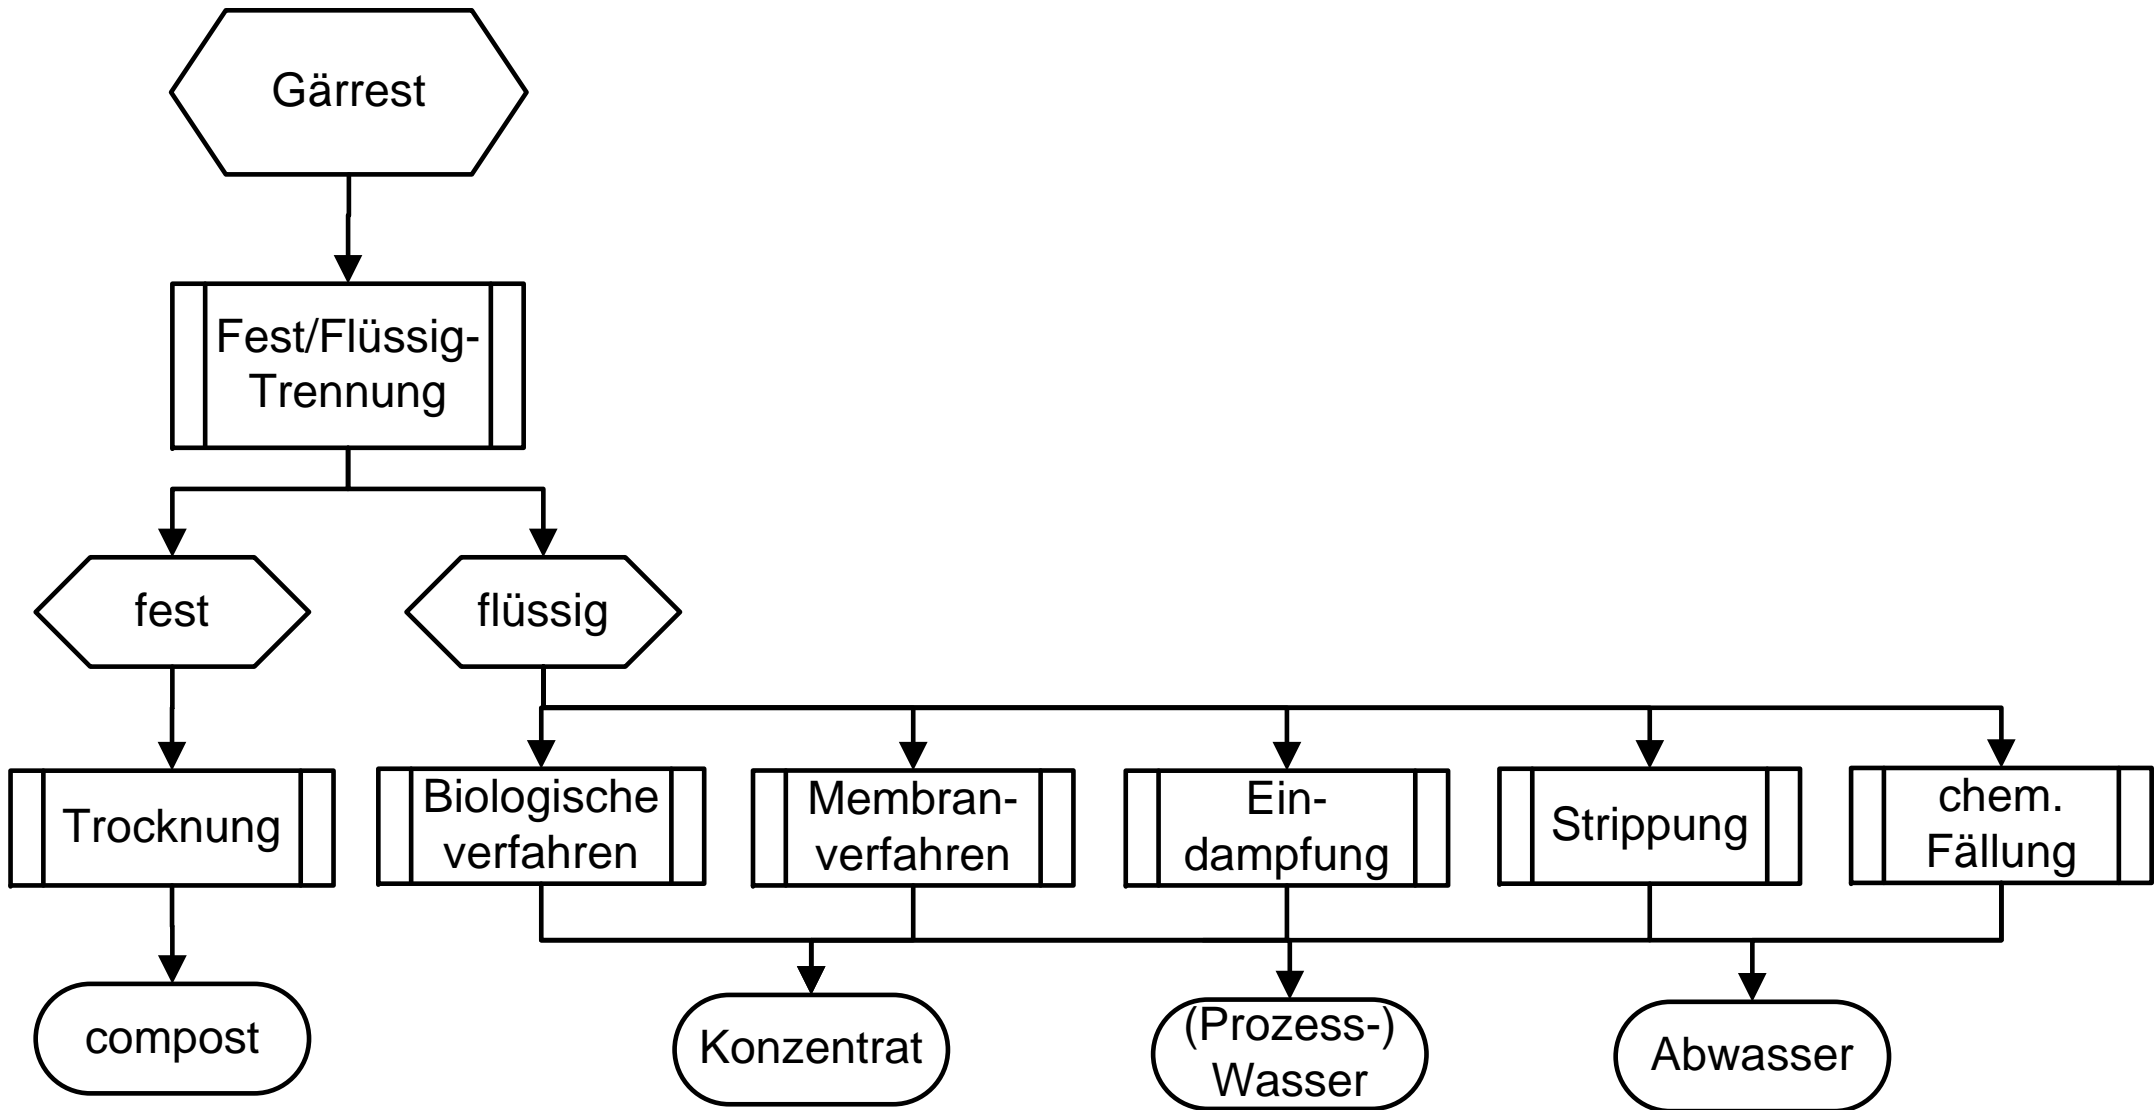 Gärrest
Fest/Flüssig-
Trennung
fest
flüssig
Trocknung
Biologische
verfahren
Membran-
verfahren
Ein-
dampfung
Strippung
chem.
Fällung
compost
Konzentrat
(Prozess-)
Wasser
Abwasser